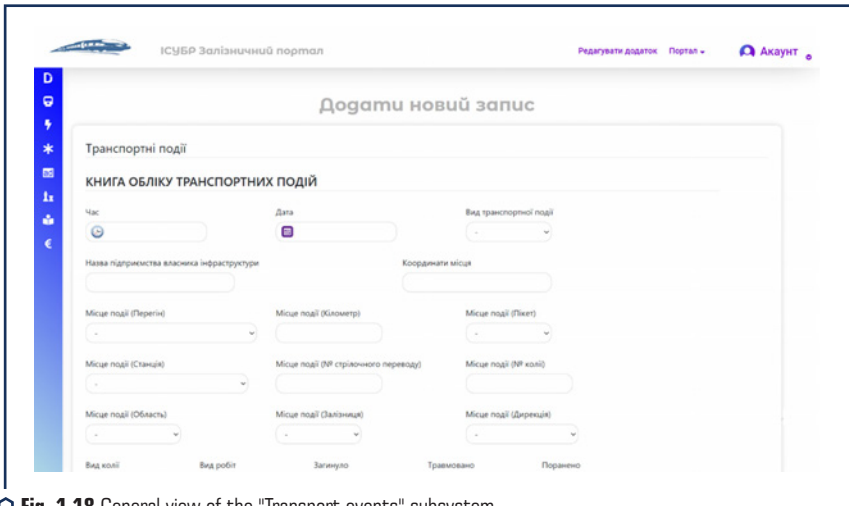 ІСУБР Залізничний портал Редагувати додаток Портал Акаунт
D
Додати новий запис
Транспортні події
КНИГА ОБЛІКУ ТРАНСПОРТНИХ ПОДІЙ
Час Дата Вид транспортної події
-
Назва підприємства власника інфраструктури Координати місця
Місце події (Перегін) Місце події (Кілометр) Місце події (Пікет)
- -
Місце події (Станція) Місце події (№ стрілочного переводу) Місце події (№ колії)
-
Місце події (Область) Місце події (Залізниця) Місце події (Дирекція)
- - -
Вид колії Вид робіт Загинуло Травмовано Поранено
Fig. 1.18 General view of the "Transport events" subsystem